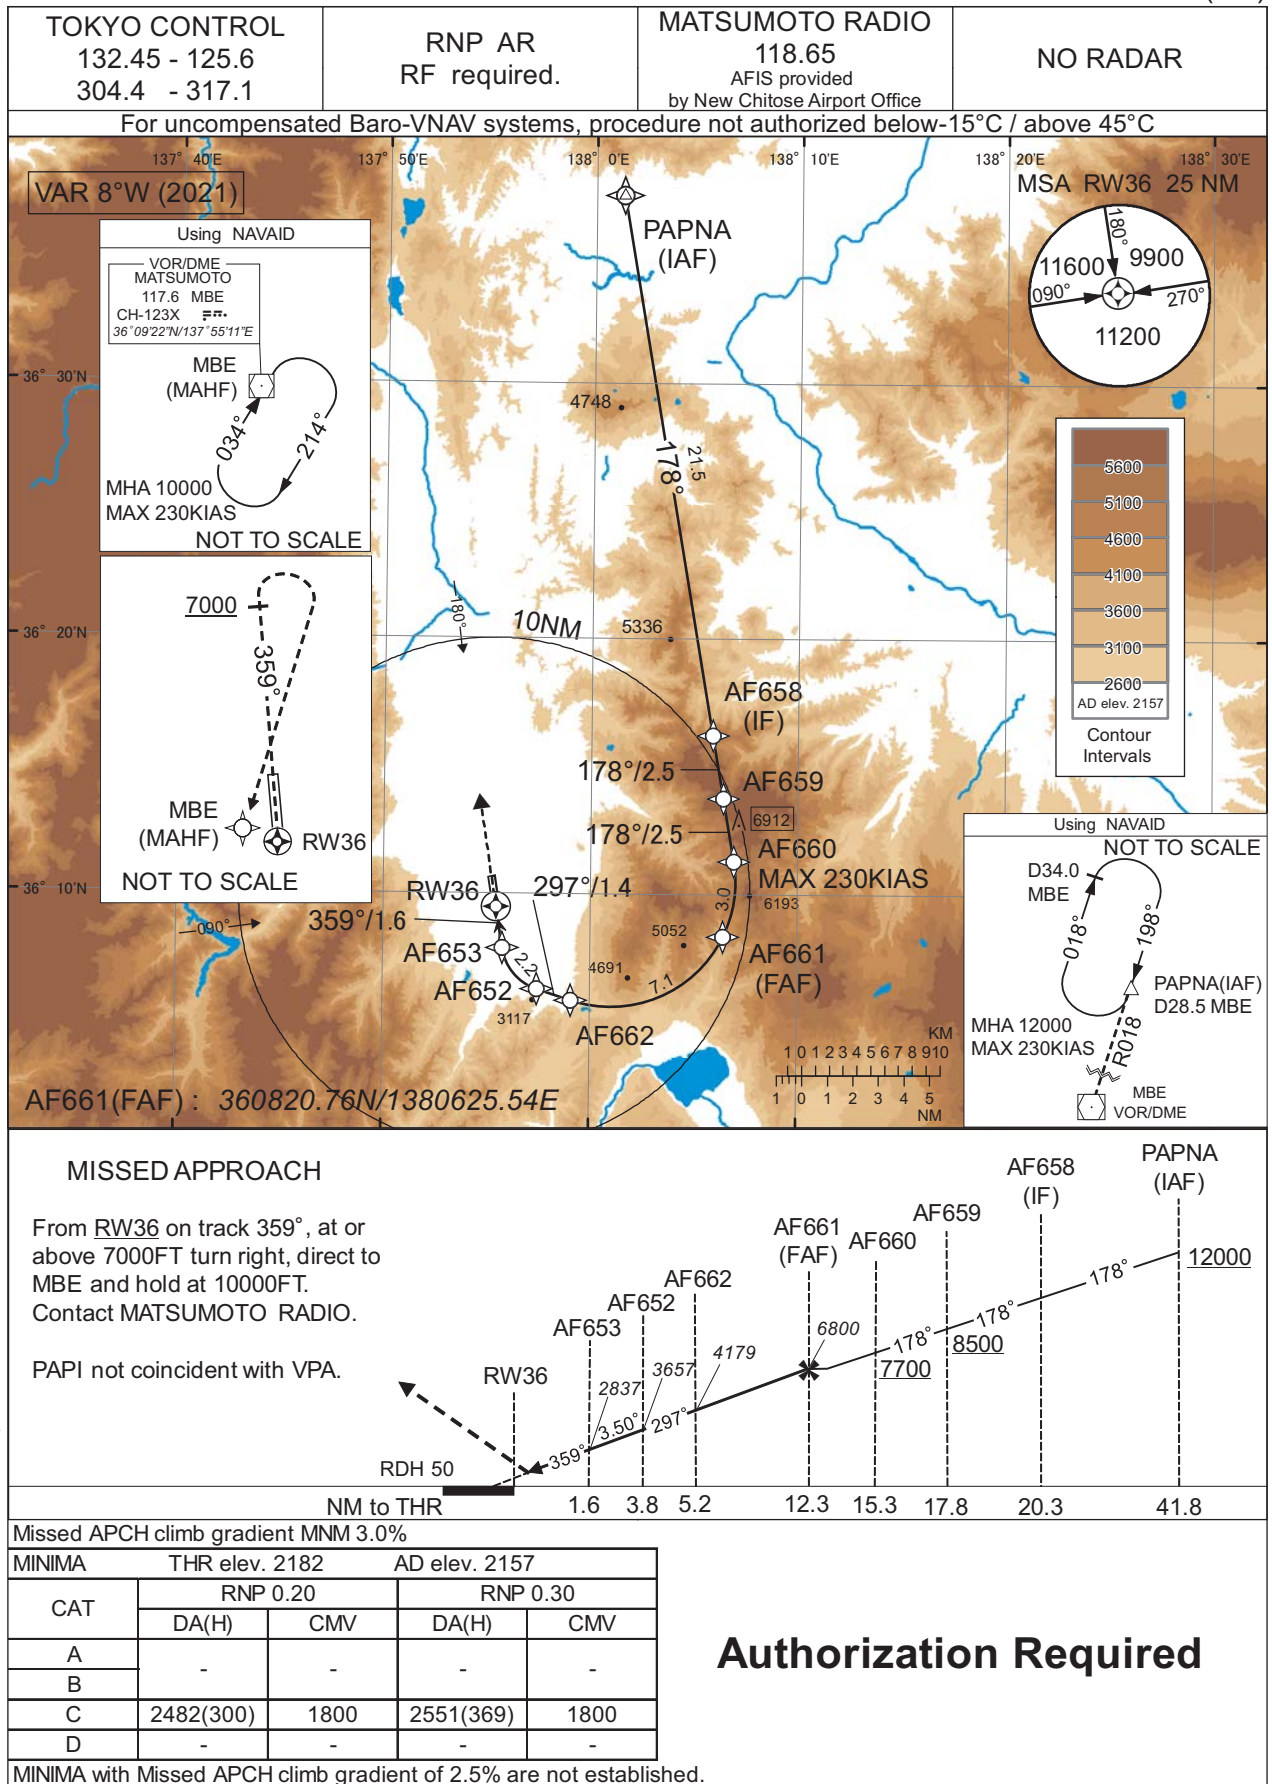 TOKYO CONTROL
132.45 - 125.6
304.4 - 317.1
RNP AR
RF required.
MATSUMOTO RADIO
118.65
AFIS provided
by New Chitose Airport Office
NO RADAR
For uncompensated Baro-VNAV systems, procedure not authorized below-15°C / above 45°C
137° 40'E
137° 50'E
138° 0'E
138° 10'E
138° 20'E
138° 30'E
VAR 8°W (2021)
Using NAVAID
VOR/DME
MATSUMOTO
117.6 MBE
CH-123X
36°09'22"N/137°55'11"E
MBE
(MAHF)
034°
214°
MHA 10000
MAX 230KIAS
NOT TO SCALE
PAPNA
(IAF)
MSA RW36 25 NM
180°
11600
9900
090°
270°
11200
36° 30'N
4748
178°
21.5
5600
5100
4600
4100
3600
3100
2600
AD elev. 2157
Contour
Intervals
7000
359°
MBE
(MAHF)
RW36
NOT TO SCALE
36° 20'N
180°
10NM
5336
AF658
(IF)
178°/2.5
AF659
6912
178°/2.5
AF660
MAX 230KIAS
36° 10'N
RW36
297°/1.4
359°/1.6
3.0
6193
090°
AF653
2.2
5052
AF661
(FAF)
4691
7.1
AF652
3117
AF662
Using NAVAID
NOT TO SCALE
D34.0
MBE
018°
198°
PAPNA(IAF)
D28.5 MBE
MHA 12000
MAX 230KIAS
R018
MBE
VOR/DME
KM
1 0 1 2 3 4 5 6 7 8 9 10
1 0 1 2 3 4 5
NM
AF661(FAF) : 360820.76N/1380625.54E
MISSED APPROACH
From RW36 on track 359°, at or
above 7000FT turn right, direct to
MBE and hold at 10000FT.
Contact MATSUMOTO RADIO.
PAPI not coincident with VPA.
RW36
AF653
AF652
AF662
AF661
(FAF)
AF660
AF659
AF658
(IF)
PAPNA
(IAF)
12000
178°
178°
178°
8500
7700
6800
4179
3657
2837
297°
3.50°
359°
RDH 50
NM to THR
1.6 3.8 5.2 12.3 15.3 17.8 20.3 41.8
Missed APCH climb gradient MNM 3.0%
MINIMA THR elev. 2182 AD elev. 2157
CAT RNP 0.20 RNP 0.30
DA(H) CMV DA(H) CMV
A
B - - - -
C 2482(300) 1800 2551(369) 1800
D - - - -
MINIMA with Missed APCH climb gradient of 2.5% are not established.
Authorization Required